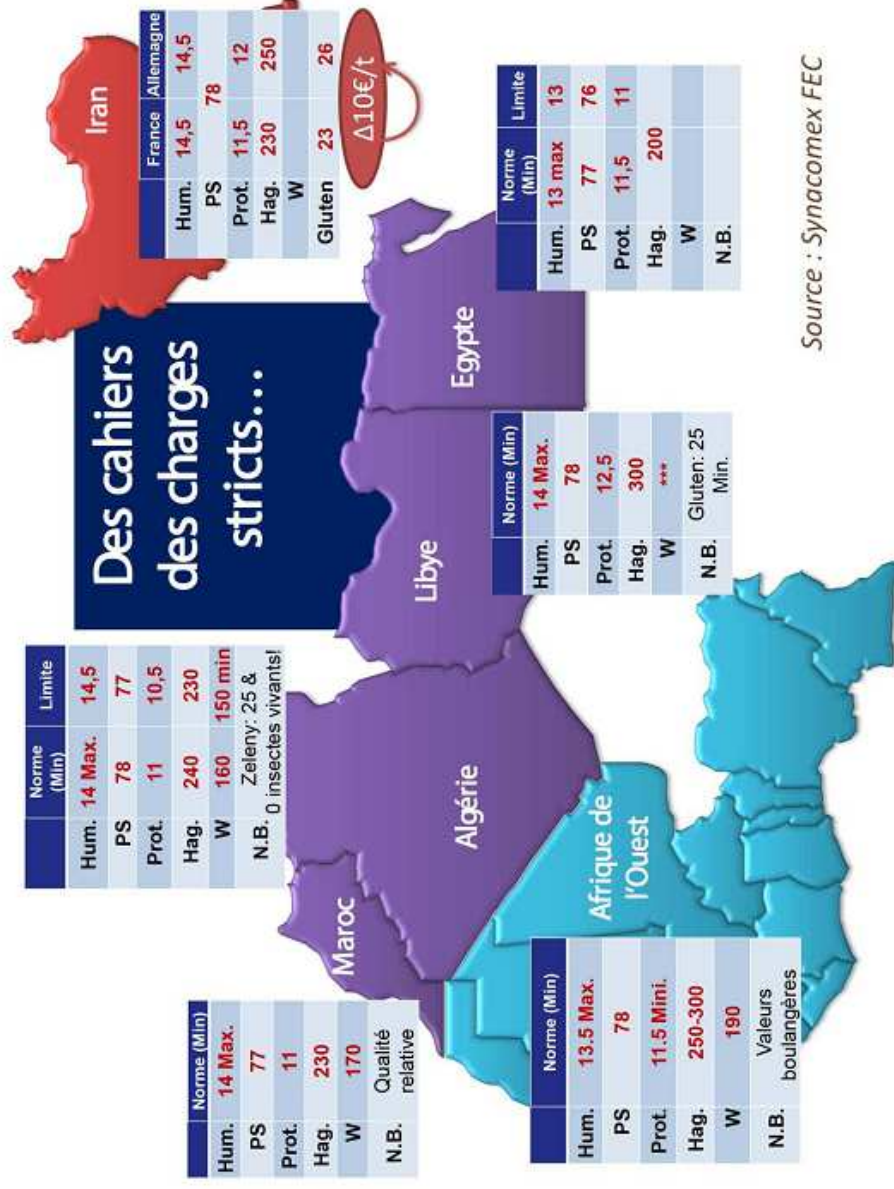 Des cahiers
des charges
stricts...
Norme (Min) Limite
Hum. 14 Max. 14,5
PS 78 77
Prot. 11 10,5
Hag. 240 230
W 160 150 min
N.B. Zeleny: 25 &
0 insectes vivants!
France Allemagne
Hum. 14,5 14,5
PS 78
Prot. 11,5 12
Hag. 230 250
W
Gluten 23 26
Δ10€/t
Iran
Norme (Min)
Hum. 14 Max.
PS 77
Prot. 11
Hag. 230
W 170
N.B. Qualité
relative
Maroc
Algérie
Libye
Egypte
Afrique de
l'Ouest
Norme (Min)
Hum. 13.5 Max.
PS 78
Prot. 11.5 Mini.
Hag. 250-300
W 190
N.B. Valeurs
boulangères
Norme (Min)
Hum. 14 Max.
PS 78
Prot. 12,5
Hag. 300
W ***
N.B. Gluten: 25
Min.
Norme (Min) Limite
Hum. 13 max 13
PS 77 76
Prot. 11,5 11
Hag. 200
W
N.B.
Source : Synacomex FEC